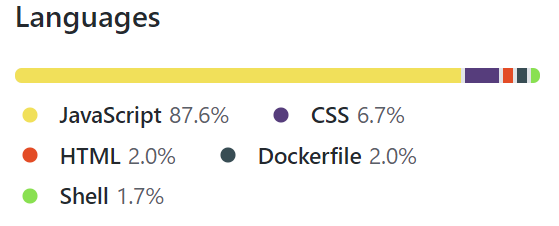 Languages
JavaScript 87.6% CSS 6.7%
HTML 2.0% Dockerfile 2.0%
Shell 1.7%